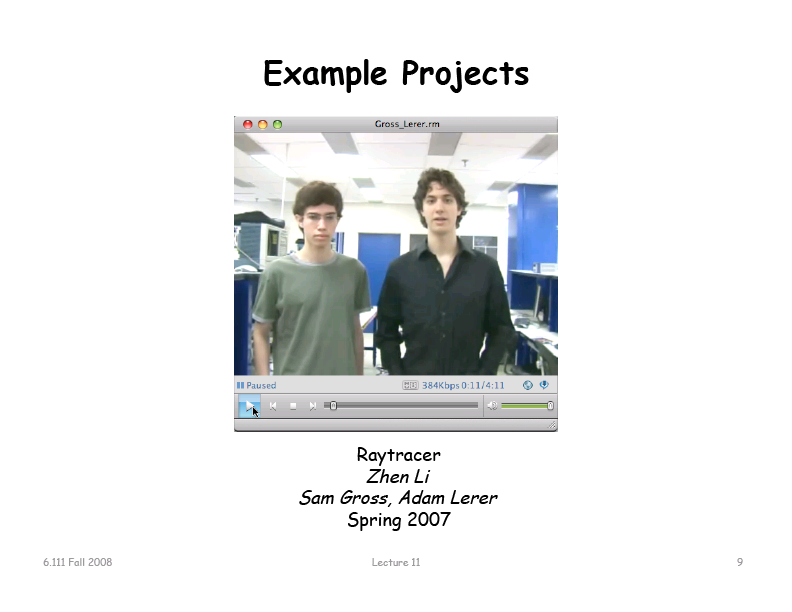 Example Projects
Gross_Lerer.rm
Paused
384Kbps 0:11/4:11
Raytracer
Zhen Li
Sam Gross, Adam Lerer
Spring 2007
6.111 Fall 2008
Lecture 11
9